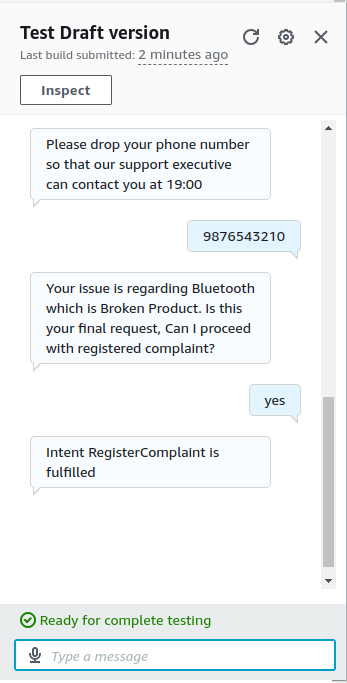 Test Draft version
Last build submitted: 2 minutes ago
Inspect
Please drop your phone number
so that our support executive
can contact you at 19:00
9876543210
Your issue is regarding Bluetooth
which is Broken Product. Is this
your final request, Can I proceed
with registered complaint?
yes
Intent RegisterComplaint is
fulfilled
Ready for complete testing
Type a message